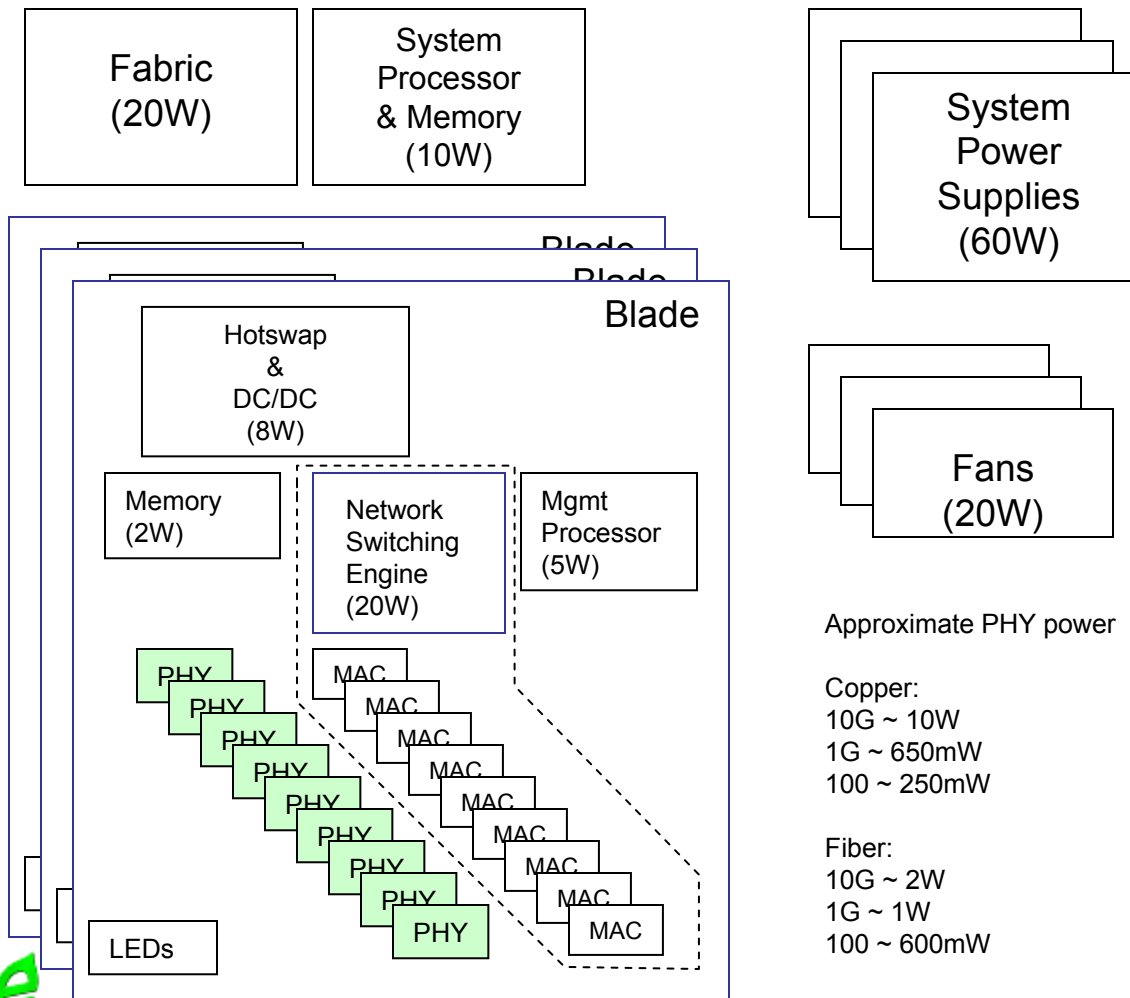 Fabric
(20W)
System
Processor
& Memory
(10W)
System
Power
Supplies
(60W)
Blade
Blade
Blade
Hotswap
&
DC/DC
(8W)
Memory
(2W)
Network
Switching
Engine
(20W)
Mgmt
Processor
(5W)
Fans
(20W)
PHY
PHY
PHY
PHY
PHY
PHY
PHY
PHY
PHY
MAC
MAC
MAC
MAC
MAC
MAC
MAC
MAC
MAC
LEDs
Approximate PHY power
Copper:
10G ~ 10W
1G ~ 650mW
100 ~ 250mW
Fiber:
10G ~ 2W
1G ~ 1W
100 ~ 600mW